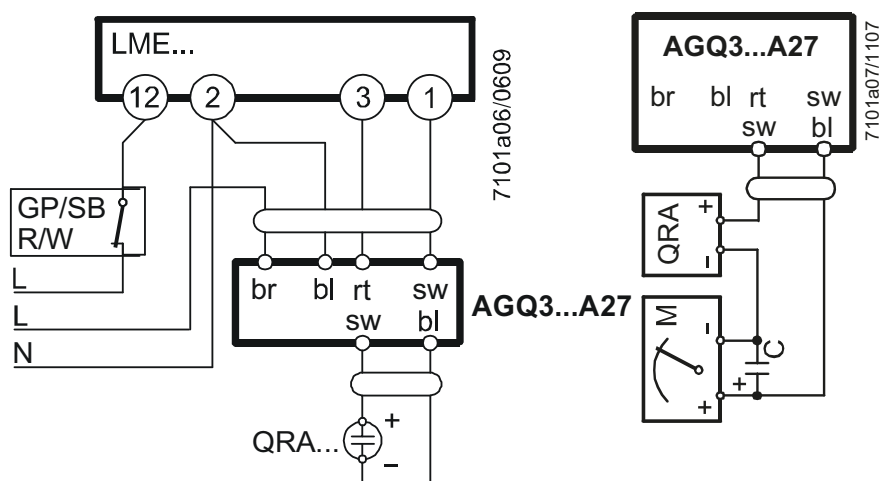 LME...
12 2 3 1
7101a06/0609
GP/SB
R/W
L
L
N
br bl rt sw
sw bl
AGQ3...A27
QRA...
+
–
AGQ3...A27
br bl rt sw
sw bl
7101a07/1107
QRA
+
-
M
-
+
C
+